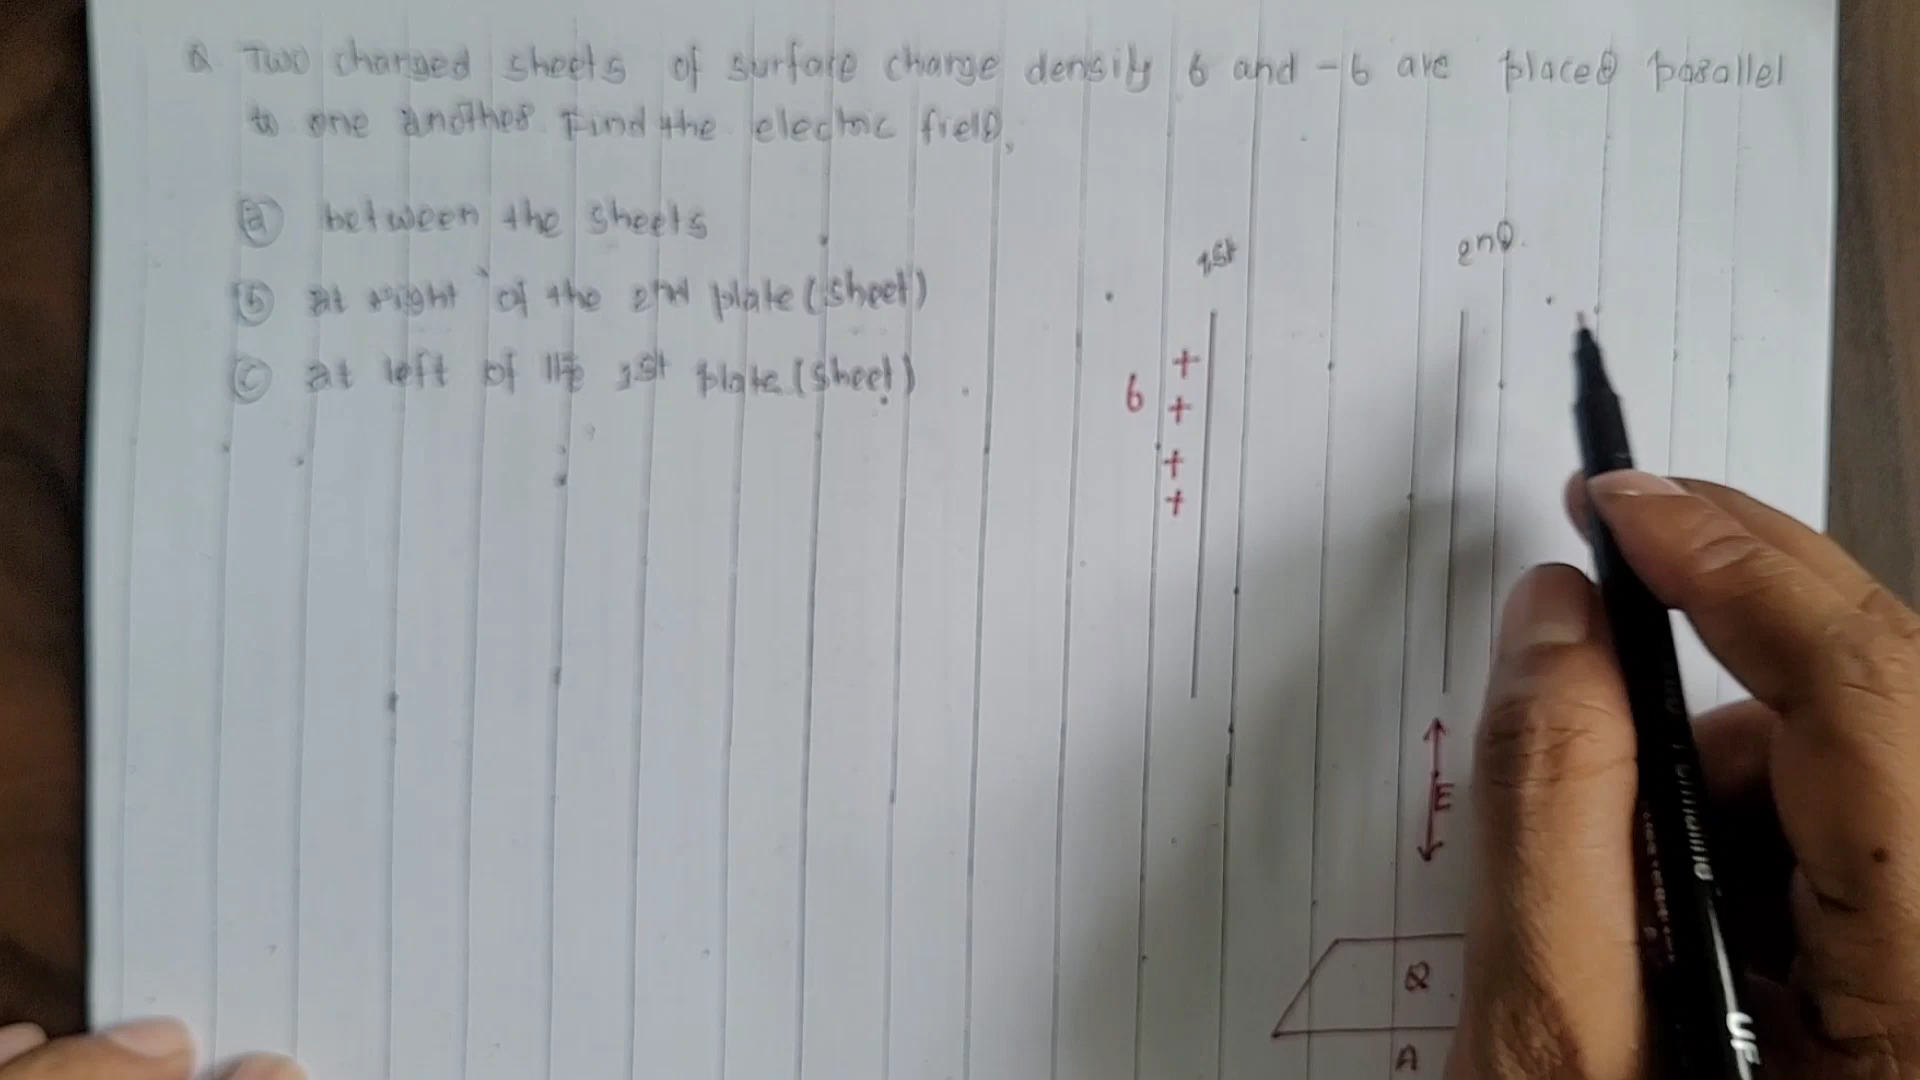 Q Two charged sheets of surface charge density σ and -σ are placed parallel
to one another. Find the electric field.
(a) between the sheets
(b) at right of the 2nd plate (sheet)
(c) at left of the 1st plate (sheet)
1st
2nd.
σ
+
+
+
+
E
Q
A